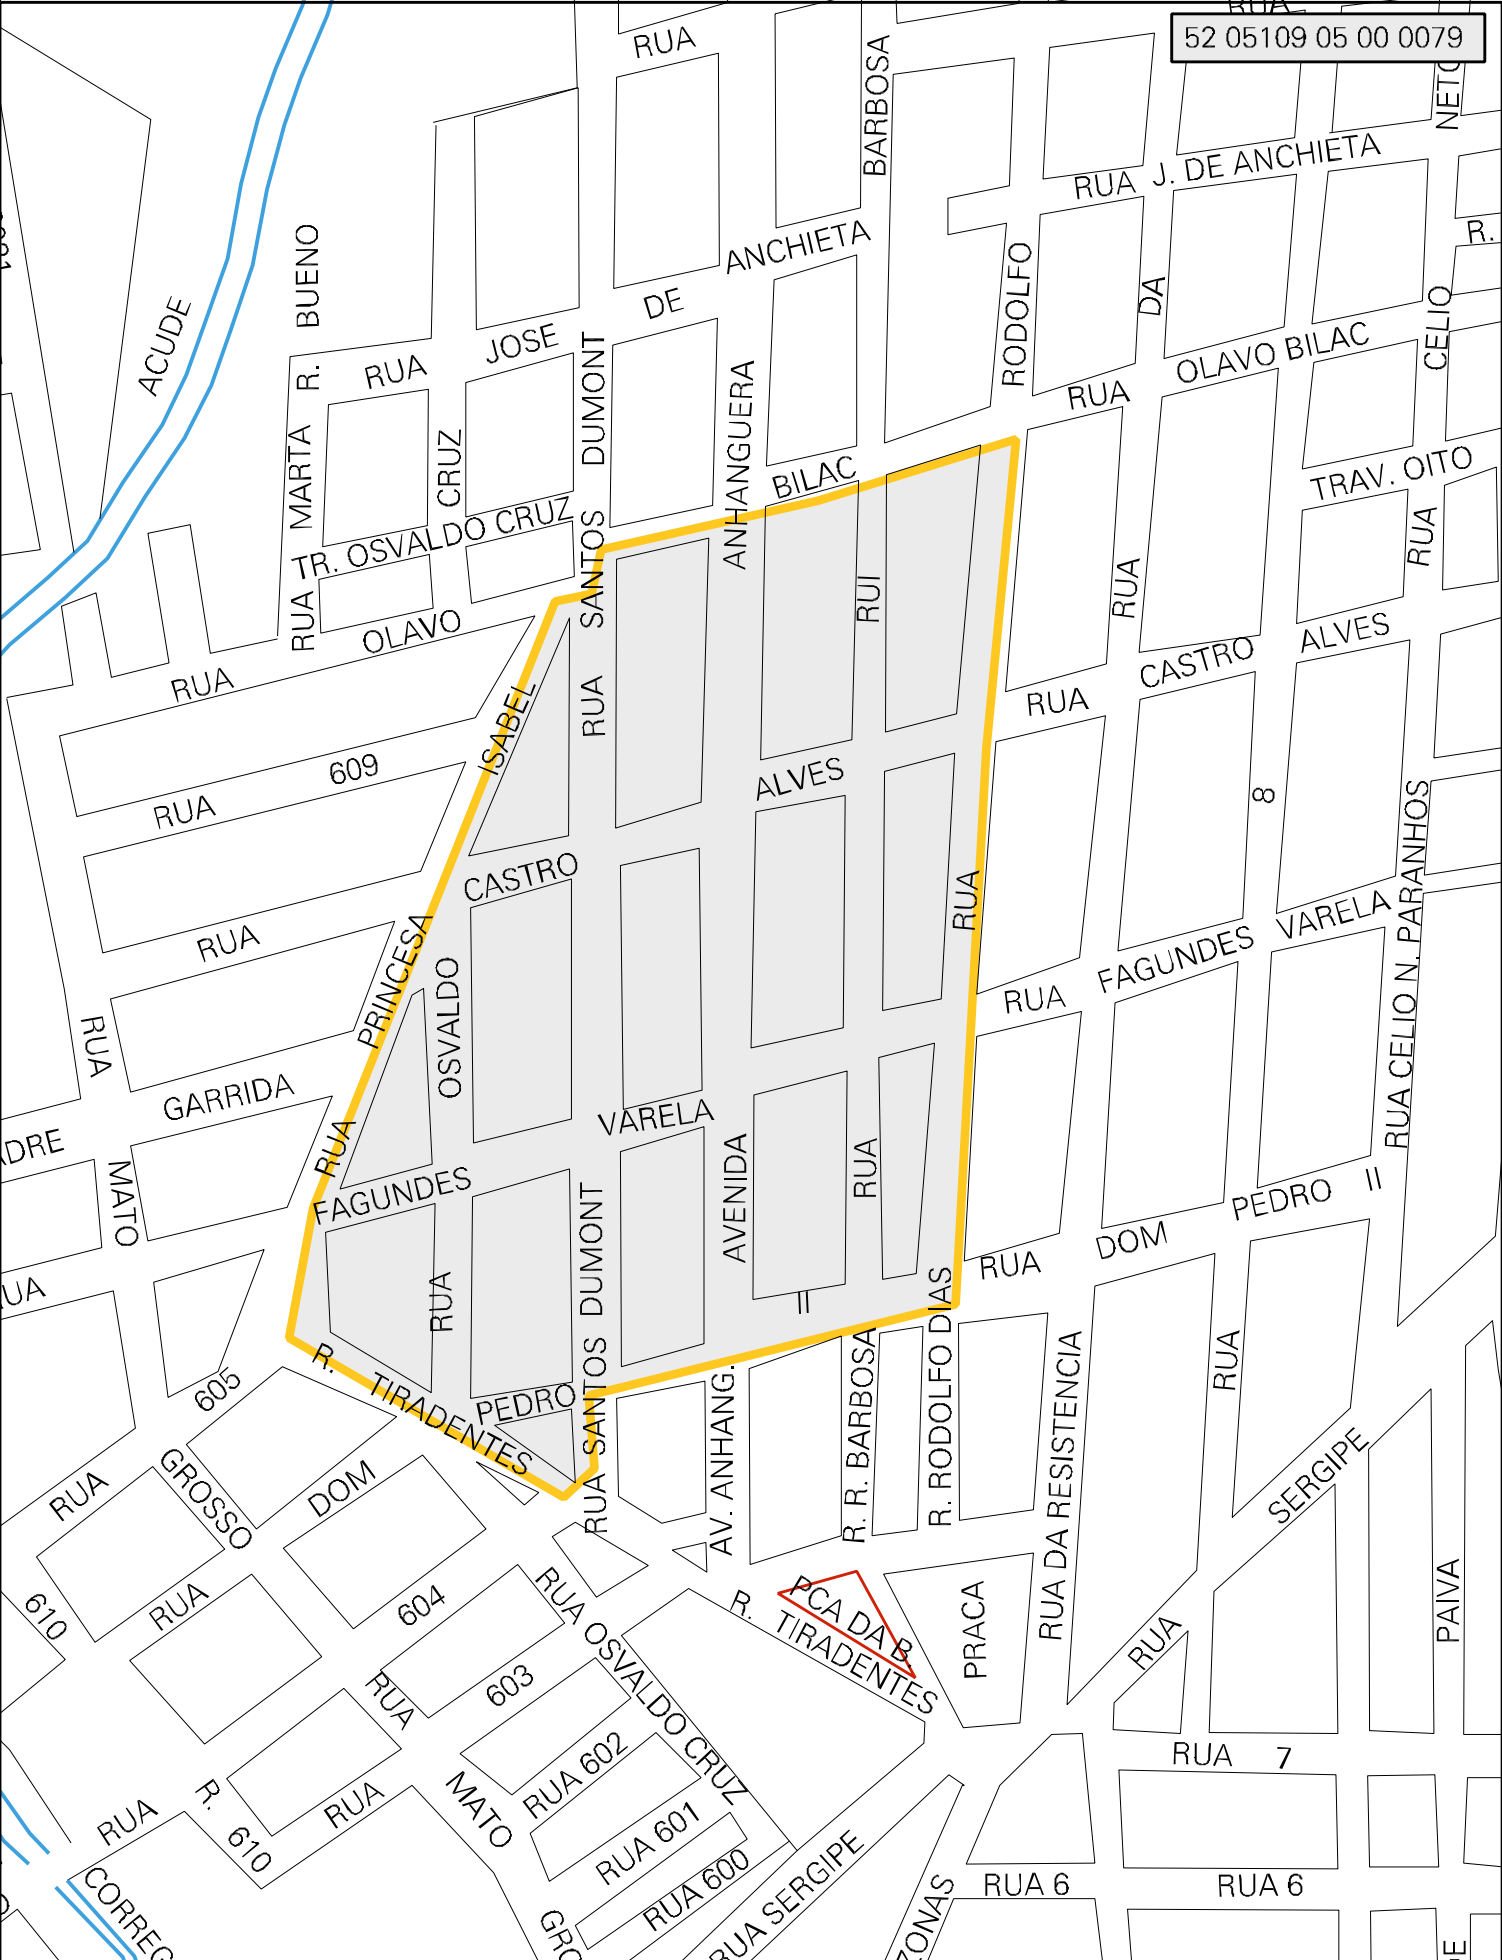 52 05109 05 00 0079
RUA
RUA
BARBOSA
NETO
RUA J. DE ANCHIETA
ANCHIETA
DE
JOSE
RUA
R.
ACUDE
RUA MARTA R. BUENO
CRUZ
DUMONT
SANTOS
RUA
ANHANGUERA
RODOLFO
DA
CELIO
OLAVO BILAC
RUA
BILAC
TRAV. OITO
RUA
TR. OSVALDO CRUZ
OLAVO
RUA
RUI
RUA
CASTRO
ALVES
RUA
609
RUA
ISABEL
ALVES
8
CASTRO
RUA
PRINCESA
RUA
OSVALDO
RUA
FAGUNDES
VARELA
RUA
RUA CELIO N. PARANHOS
RUA
GARRIDA
VARELA
MATO
RUA
FAGUNDES
AVENIDA
RUA
PEDRO II
DOM
RUA
RUA
DUMONT
II
R. RODOLFO DIAS
605
R.
TIRADENTES
PEDRO
RUA SANTOS
AV. ANHANG.
R. R. BARBOSA
RUA DA RESISTENCIA
RUA
SERGIPE
RUA
GROSSO
DOM
610
RUA
604
RUA OSVALDO CRUZ
R.
TIRADENTES
PCA DA B.
PRACA
RUA
PAIVA
RUA
603
RUA 602
RUA 7
R.
610
RUA
RUA
MATO
RUA 601
RUA 600
RUA SERGIPE
RUA 6
RUA 6
CORREG
GRO
ZONAS